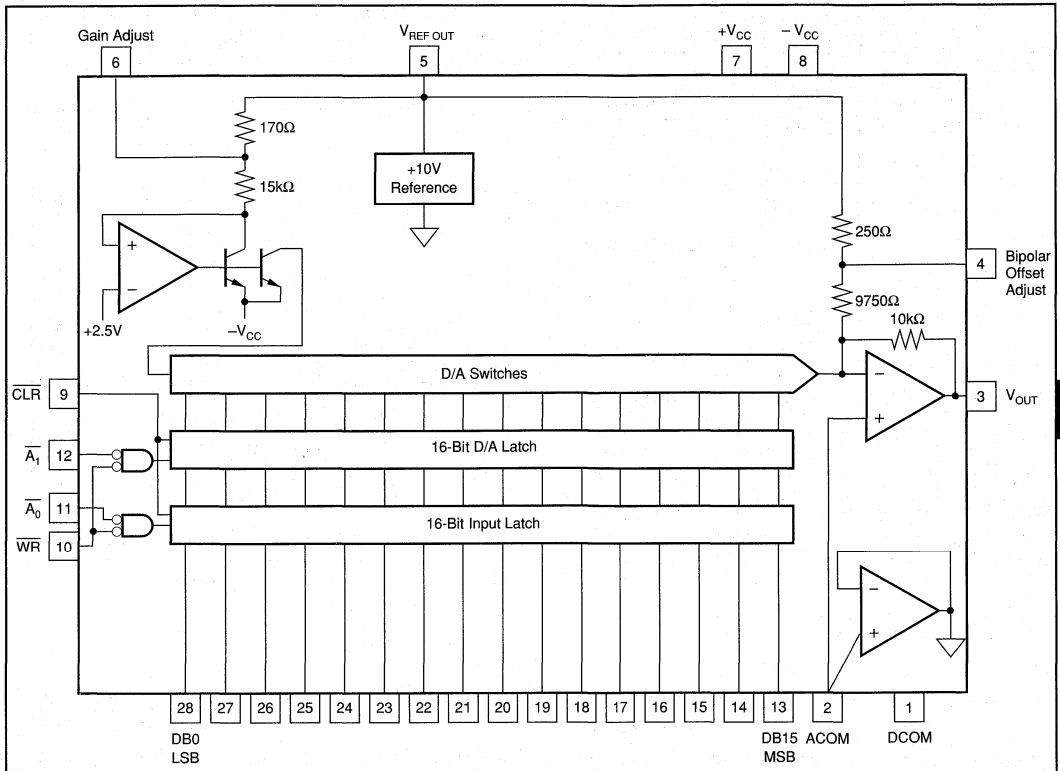 Gain Adjust
6
V_REF OUT
5
+V_CC
7
– V_CC
8
170Ω
15kΩ
+10V
Reference
250Ω
4
Bipolar
Offset
Adjust
9750Ω
10kΩ
+
–
+2.5V
–V_CC
D/A Switches
–
+
3
V_OUT
CLR
9
16-Bit D/A Latch
A1
12
A0
11
16-Bit Input Latch
WR
10
–
+
28
27
26
25
24
23
22
21
20
19
18
17
16
15
14
13
2
1
DB0
LSB
DB15
MSB
ACOM
DCOM